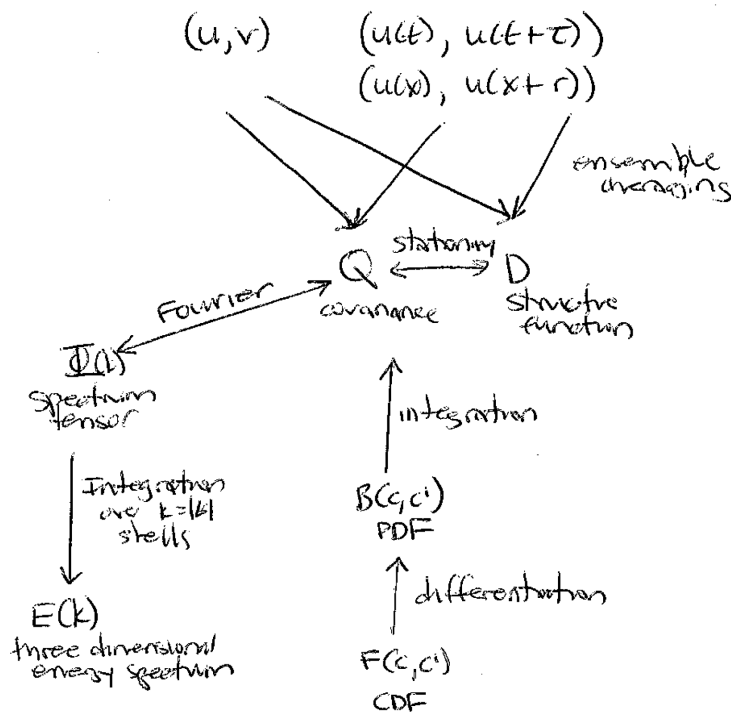 (u,v) (u(t), u(t+τ))
(u(x), u(x+r))
ensemble
averaging
stationary
Q D
covariance structure
function
Fourier
Φ(k)
spectrum
tensor
integration
Integration
over k=|k|
shells
B(c,c')
PDF
differentiation
E(k)
three dimensional
energy spectrum
F(c,c')
CDF